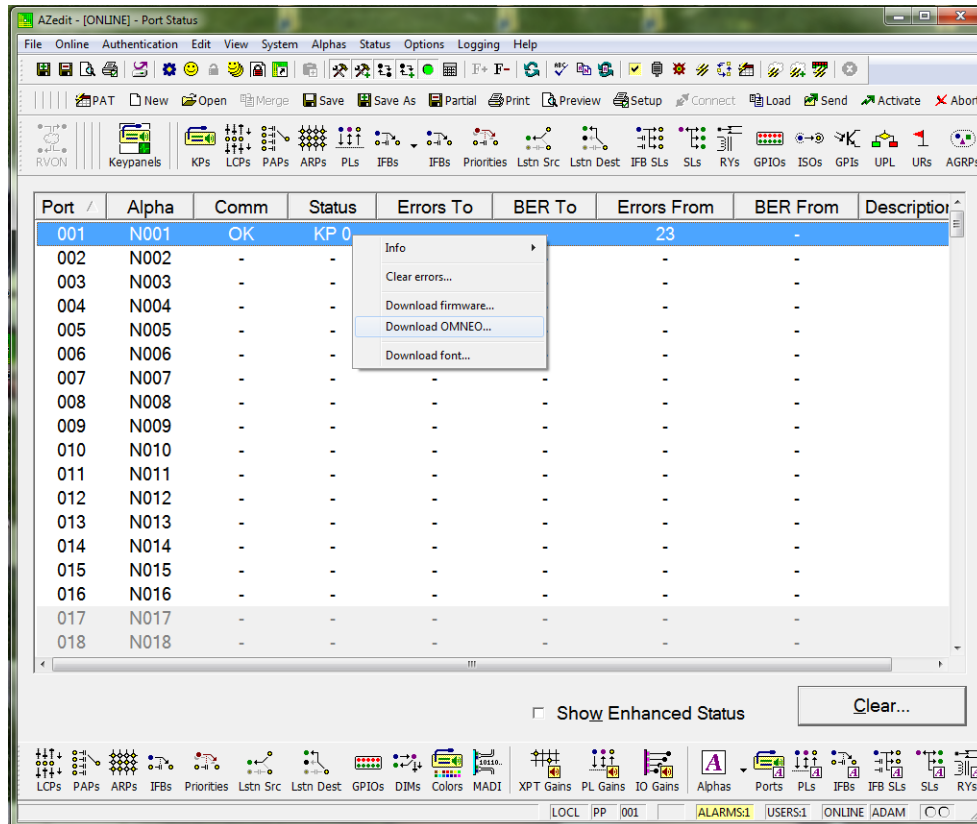 AZedit - [ONLINE] - Port Status
File Online Authentication Edit View System Alphas Status Options Logging Help
F+ F-
PAT New Open Merge Save Save As Partial Print Preview Setup Connect Load Send Activate Abor
RVON Keypanels KPs LCPs PAPs ARPs PLs IFBs IFBs Priorities Lstn Src Lstn Dest IFB SLs SLs RYs GPIOs ISOs GPIs UPL URs AGRPs
Port Alpha Comm Status Errors To BER To Errors From BER From Description
001 N001 OK KP 0 23 -
002 N002 - - - - -
003 N003 - - - - -
004 N004 - - - - -
005 N005 - - - - -
006 N006 - - - - -
007 N007 - - - - - -
008 N008 - - - - - -
009 N009 - - - - - -
010 N010 - - - - - -
011 N011 - - - - - -
012 N012 - - - - - -
013 N013 - - - - - -
014 N014 - - - - - -
015 N015 - - - - - -
016 N016 - - - - - -
017 N017 - - - - - -
018 N018 - - - - - -
Info
Clear errors...
Download firmware...
Download OMNEO...
Download font...
Show Enhanced Status
Clear...
LCPs PAPs ARPs IFBs Priorities Lstn Src Lstn Dest GPIOs DIMs Colors MADI XPT Gains PL Gains IO Gains Alphas Ports PLs IFBs IFB SLs SLs RYs
LOCL PP 001 ALARMS:1 USERS:1 ONLINE ADAM